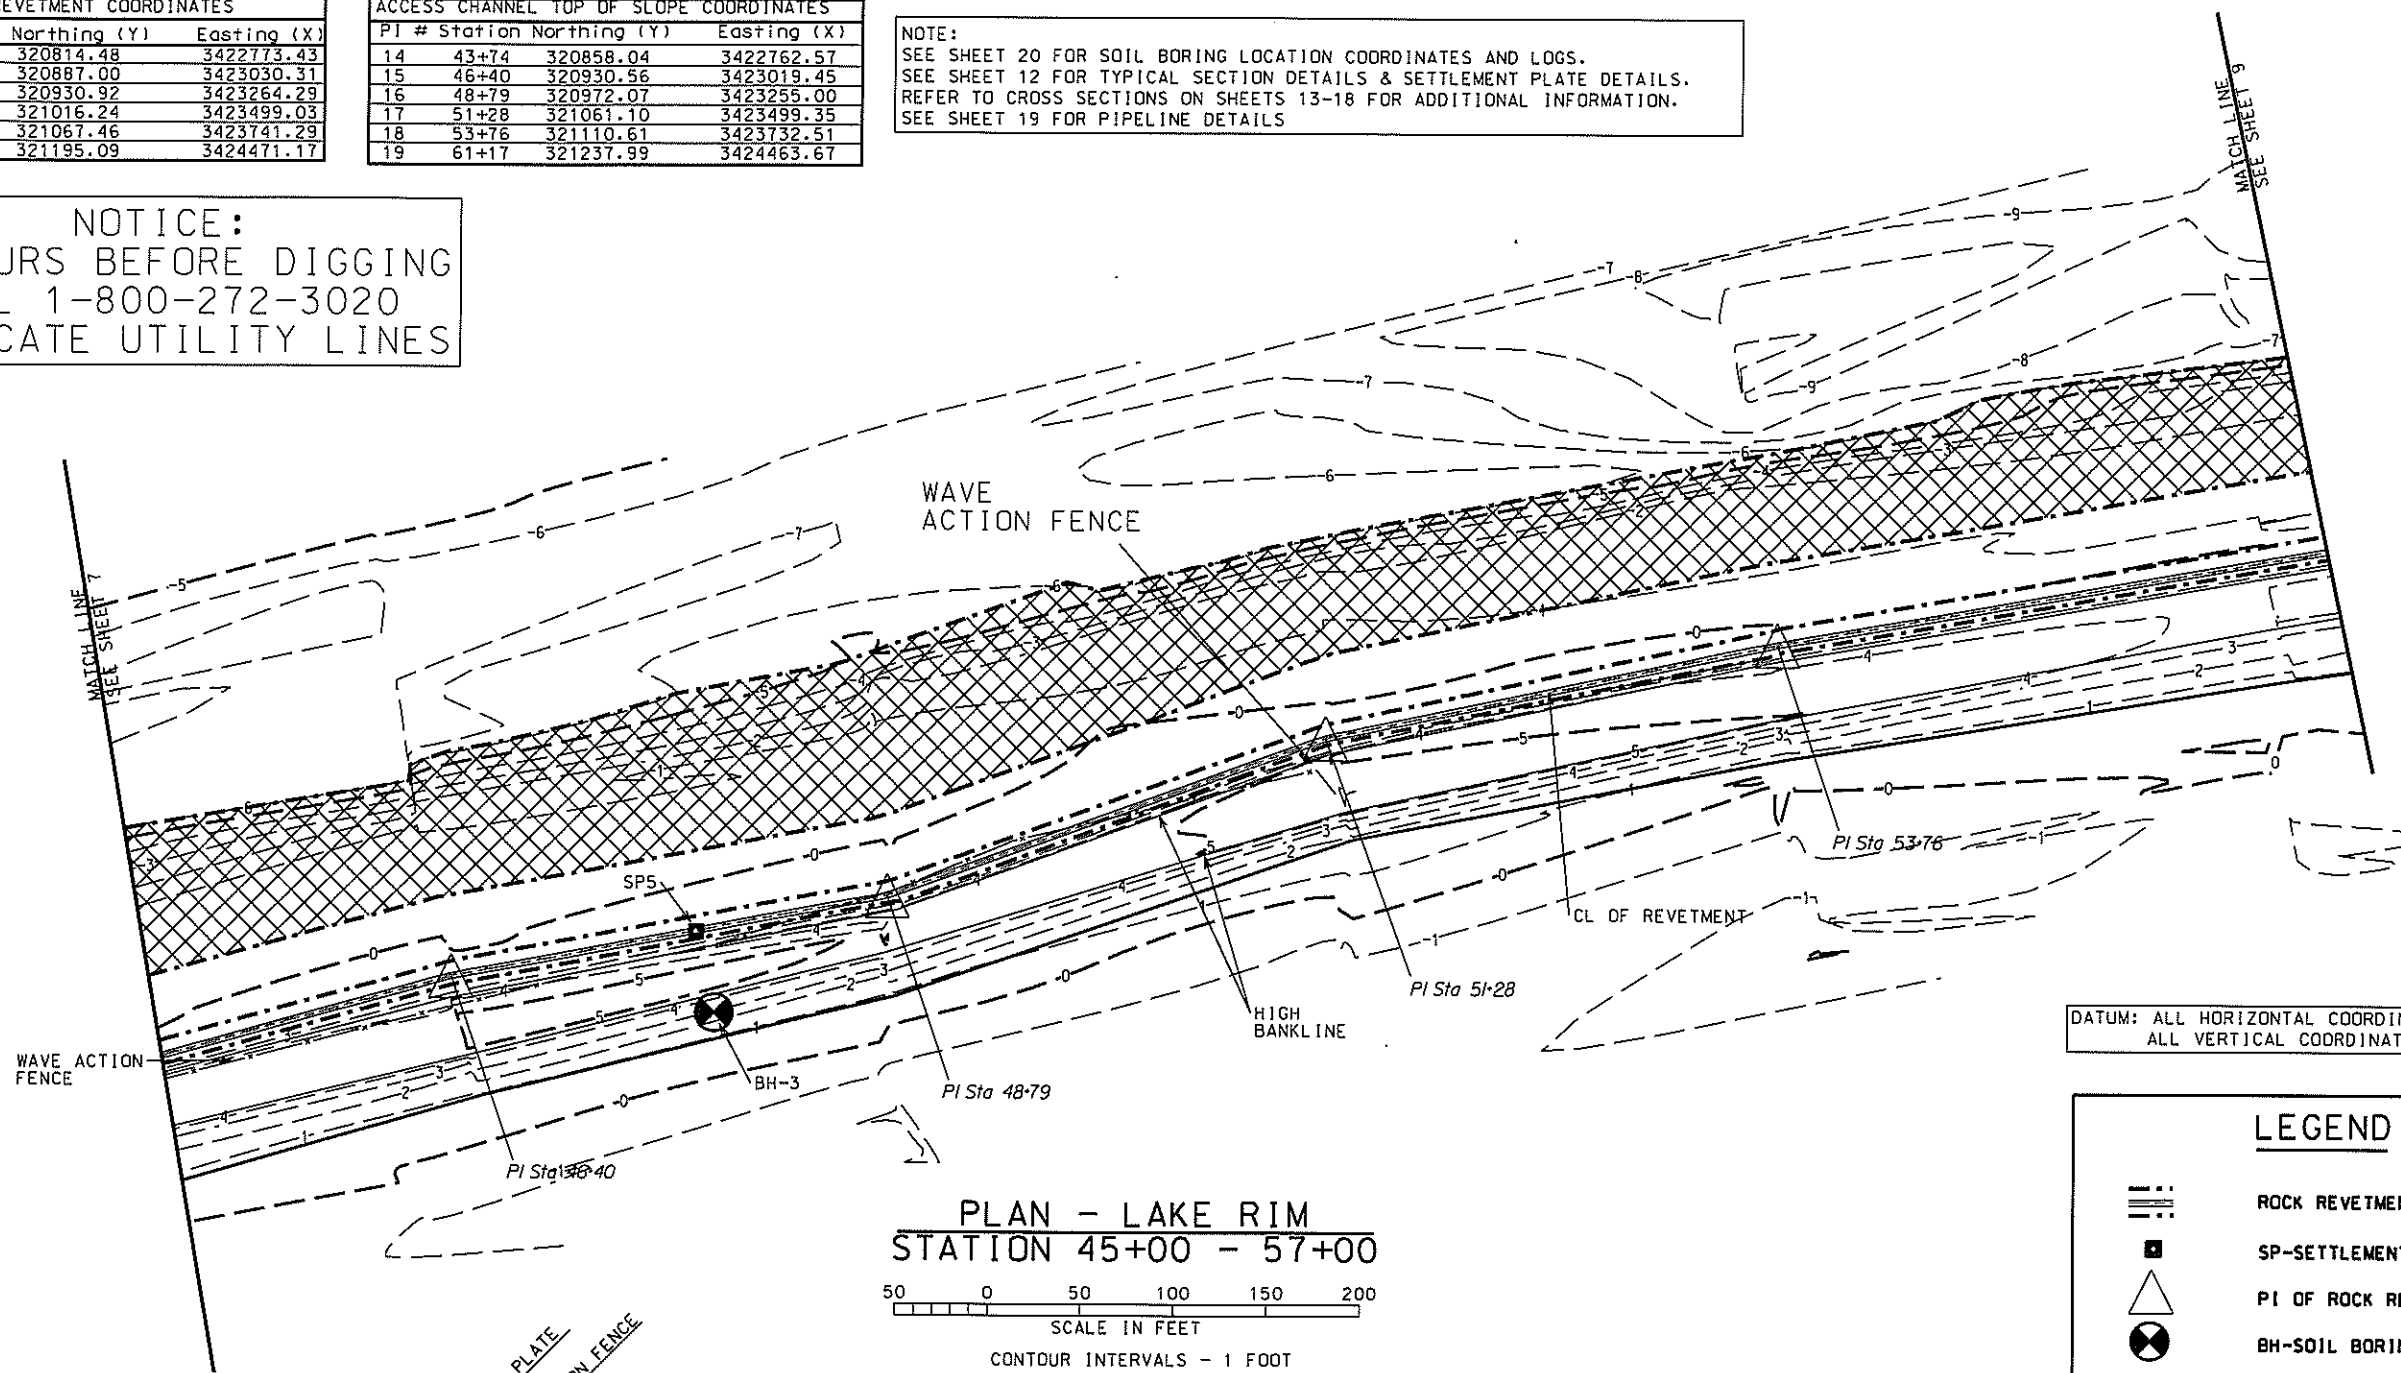 EVETMENT COORDINATES
Northing (Y) Easting (X)
320814.48 3422773.43
320887.00 3423030.31
320930.92 3423264.29
321016.24 3423499.03
321067.46 3423741.29
321195.09 3424471.17
ACCESS CHANNEL TOP OF SLOPE COORDINATES
PI # Station Northing (Y) Easting (X)
14 43+74 320858.04 3422762.57
15 46+40 320930.56 3423019.45
16 48+79 320972.07 3423255.00
17 51+28 321061.10 3423499.35
18 53+76 321110.61 3423732.51
19 61+17 321237.99 3424463.67
NOTE:
SEE SHEET 20 FOR SOIL BORING LOCATION COORDINATES AND LOGS.
SEE SHEET 12 FOR TYPICAL SECTION DETAILS & SETTLEMENT PLATE DETAILS.
REFER TO CROSS SECTIONS ON SHEETS 13-18 FOR ADDITIONAL INFORMATION.
SEE SHEET 19 FOR PIPELINE DETAILS
NOTICE:
URS BEFORE DIGGING
L 1-800-272-3020
CATE UTILITY LINES
MATCH LINE
SEE SHEET 9
MATCH LINE
SEE SHEET 7
WAVE
ACTION FENCE
SP5
WAVE ACTION
FENCE
BH-3
PI Sta 46+40
PI Sta 48+79
PI Sta 51+28
PI Sta 53+76
CL OF REVETMENT
HIGH
BANKLINE
PLAN - LAKE RIM
STATION 45+00 - 57+00
50 0 50 100 150 200
SCALE IN FEET
CONTOUR INTERVALS - 1 FOOT
PLATE
ON FENCE
DATUM: ALL HORIZONTAL COORDI
ALL VERTICAL COORDINAT
LEGEND
ROCK REVETME
SP-SETTLEMEN
PI OF ROCK R
BH-SOIL BORI